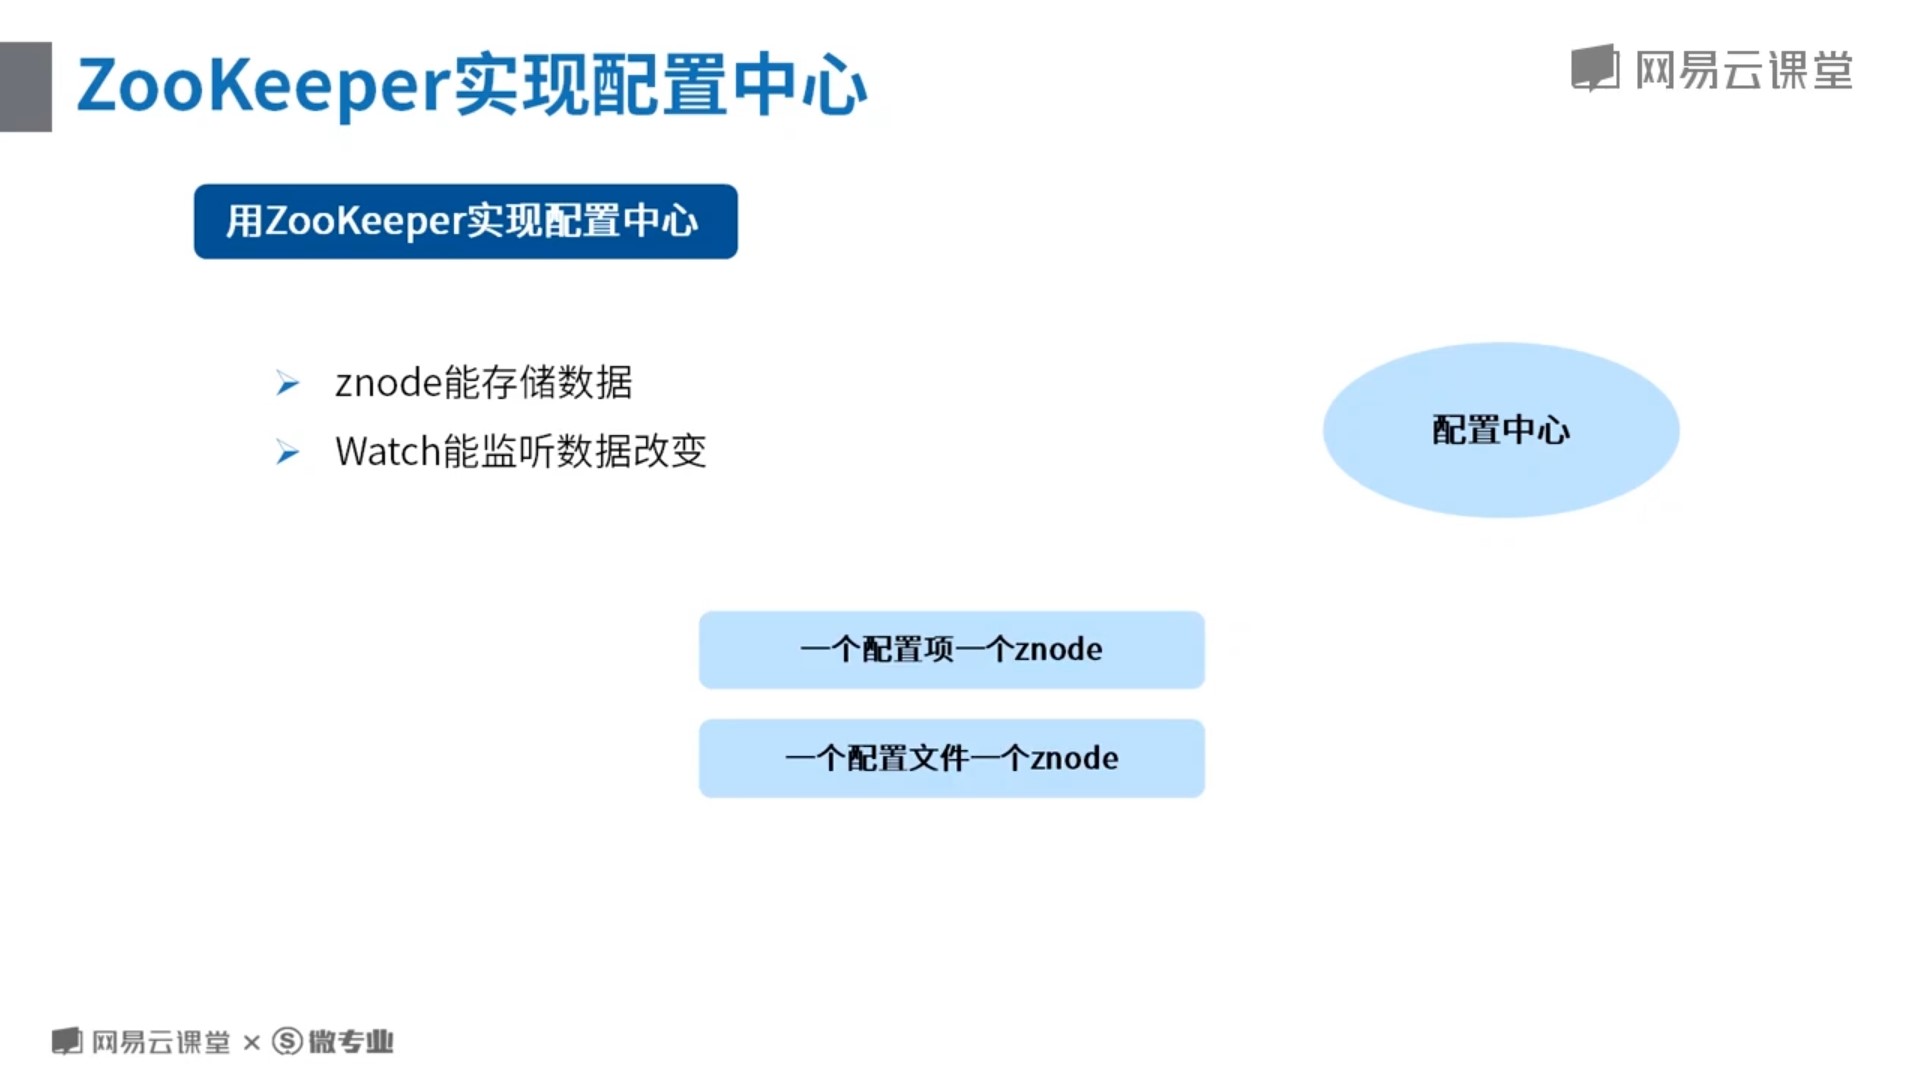 ZooKeeper实现配置中心
网易云课堂
用ZooKeeper实现配置中心
znode能存储数据
Watch能监听数据改变
配置中心
一个配置项一个znode
一个配置文件一个znode
网易云课堂 × 微专业